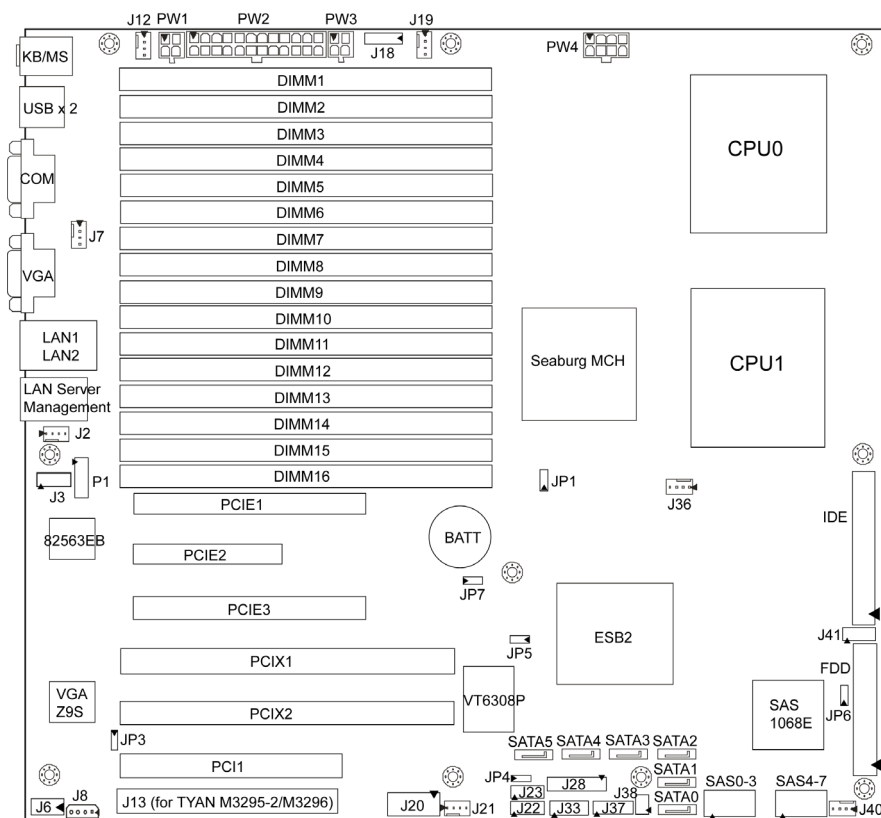 J12
PW1
PW2
PW3
J18
J19
PW4
KB/MS
USB x 2
COM
J7
VGA
LAN1
LAN2
LAN Server
Management
J2
J3
P1
82563EB
DIMM1
DIMM2
DIMM3
DIMM4
DIMM5
DIMM6
DIMM7
DIMM8
DIMM9
DIMM10
DIMM11
DIMM12
DIMM13
DIMM14
DIMM15
DIMM16
CPU0
CPU1
Seaburg MCH
JP1
J36
IDE
PCIE1
PCIE2
PCIE3
BATT
JP7
JP5
ESB2
J41
FDD
PCIX1
PCIX2
VT6308P
VGA
Z9S
SAS
1068E
JP6
JP3
PCI1
SATA5
SATA4
SATA3
SATA2
SATA1
SATA0
SAS0-3
SAS4-7
JP4
J28
J38
J6
J8
J13 (for TYAN M3295-2/M3296)
J20
J21
J23
J22
J33
J37
J40